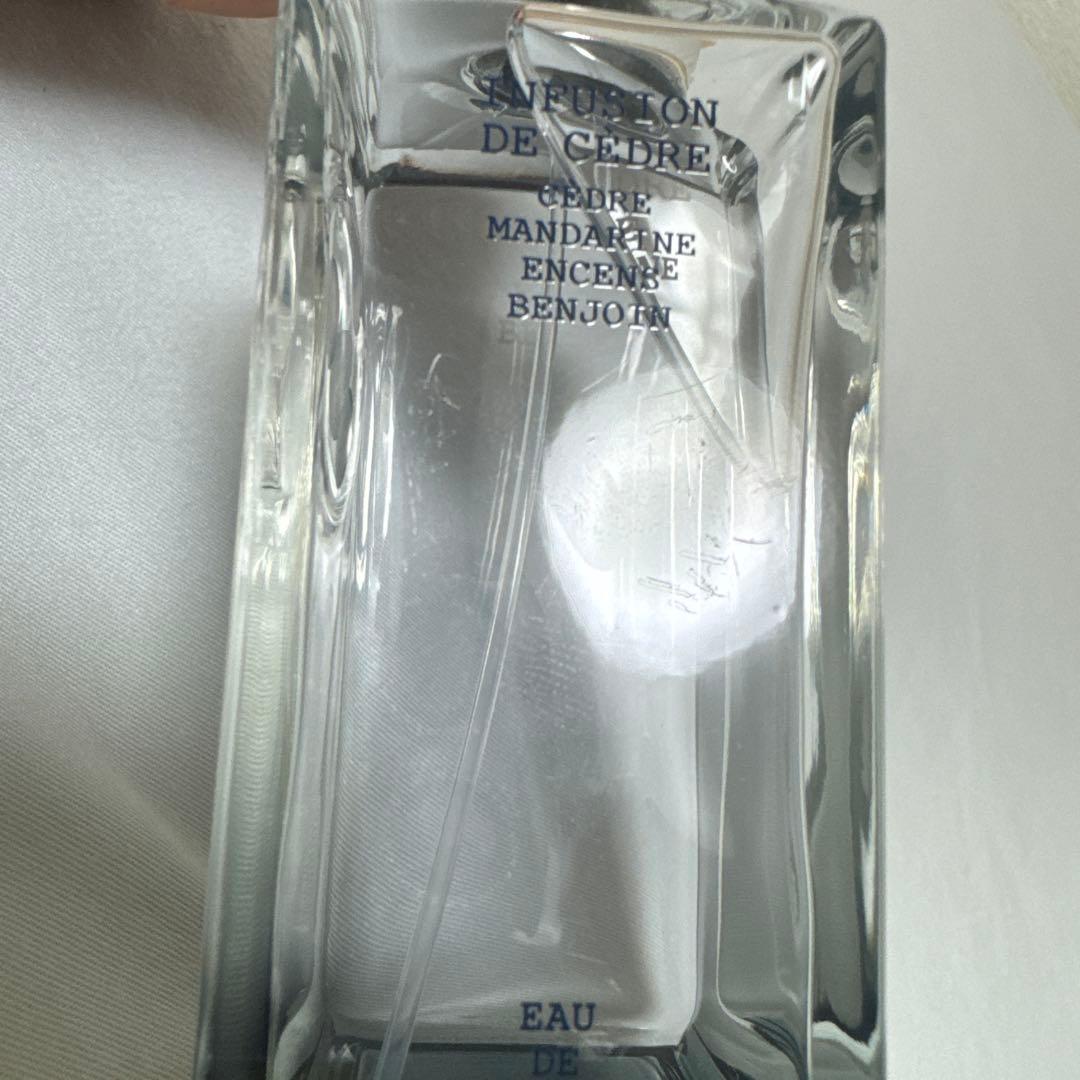 INFUSION
DE CÈDRE
CÈDRE
MANDARINE
ENCENS
BENJOIN
EAU
DE